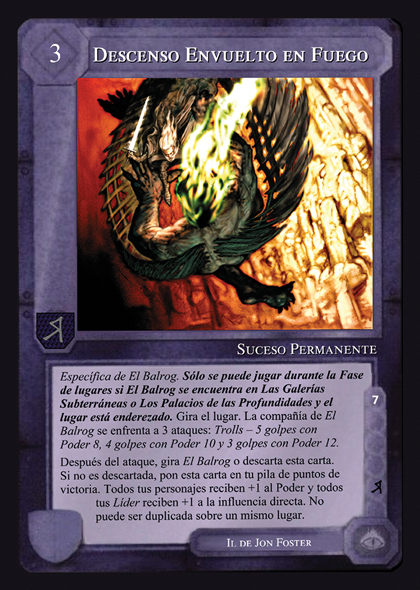 3
DESCENSO ENVUELTO EN FUEGO
SUCESO PERMANENTE
Específica de El Balrog. Sólo se puede jugar durante la Fase
de lugares si El Balrog se encuentra en Las Galerías
Subterráneas o Los Palacios de las Profundidades y el
lugar está enderezado. Gira el lugar. La compañía de El
Balrog se enfrenta a 3 ataques: Trolls – 5 golpes con
Poder 8, 4 golpes con Poder 10 y 3 golpes con Poder 12.
7
Después del ataque, gira El Balrog o descarta esta carta.
Si no es descartada, pon esta carta en tu pila de puntos de
victoria. Todos tus personajes reciben +1 al Poder y todos
tus Líder reciben +1 a la influencia directa. No
puede ser duplicada sobre un mismo lugar.
IL. DE JON FOSTER